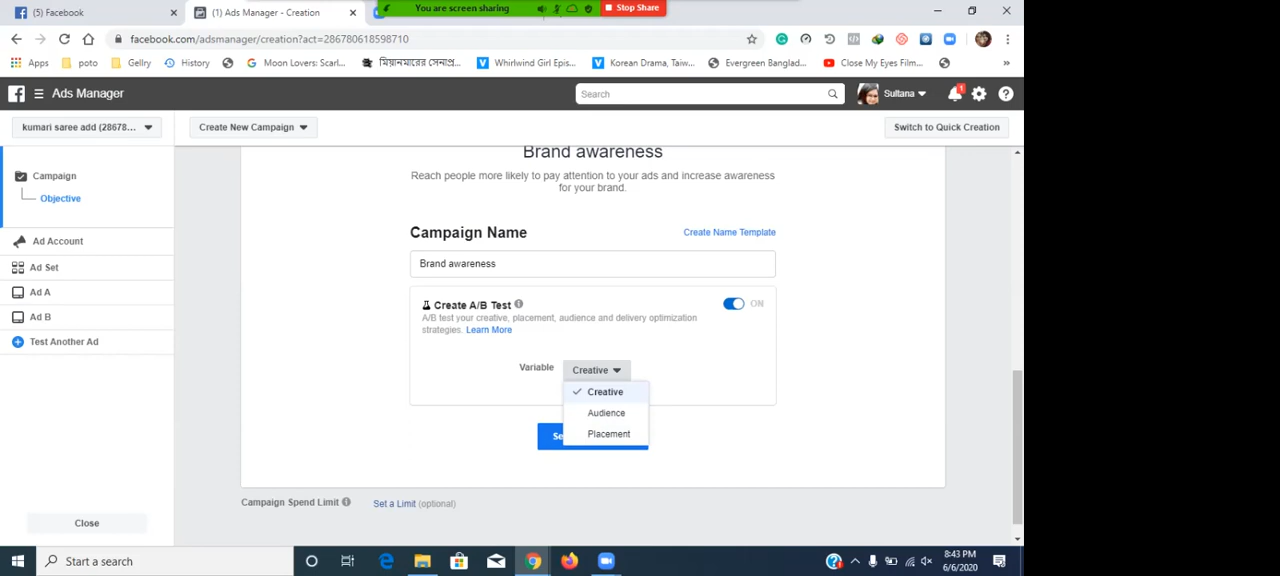 (5) Facebook
(1) Ads Manager - Creation
You are screen sharing
Stop Share
facebook.com/adsmanager/creation?act=286780618598710
Apps
poto
Gellry
History
Moon Lovers: Scarl...
মিয়ানমারের সেনাপ্র...
Whirlwind Girl Epis...
Korean Drama, Taiw...
Evergreen Banglad...
Close My Eyes Film...
»
Ads Manager
Search
Sultana
1
kumari saree add (28678...
Create New Campaign
Switch to Quick Creation
Campaign
Objective
Ad Account
Ad Set
Ad A
Ad B
Test Another Ad
Close
Brand awareness
Reach people more likely to pay attention to your ads and increase awareness
for your brand.
Campaign Name
Create Name Template
Brand awareness
Create A/B Test
ON
A/B test your creative, placement, audience and delivery optimization
strategies. Learn More
Variable
Creative
Creative
Audience
Placement
Se
Campaign Spend Limit
Set a Limit (optional)
Start a search
8:43 PM
6/6/2020